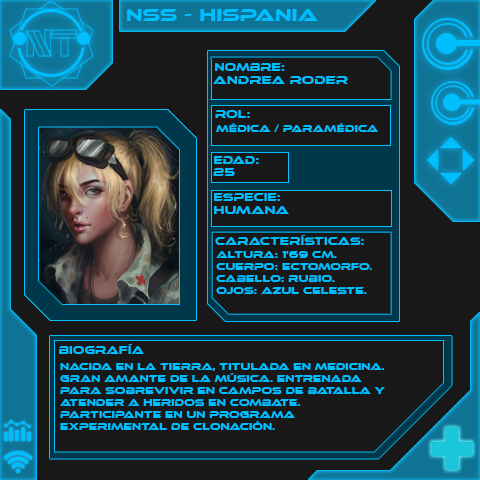 NT
NSS - HISPANIA
NOMBRE:
ANDREA RODER
ROL:
MÉDICA / PARAMÉDICA
EDAD:
25
ESPECIE:
HUMANA
CARACTERÍSTICAS:
ALTURA: 169 CM.
CUERPO: ECTOMORFO.
CABELLO: RUBIO.
OJOS: AZUL CELESTE.
BIOGRAFÍA
NACIDA EN LA TIERRA, TITULADA EN MEDICINA.
GRAN AMANTE DE LA MÚSICA. ENTRENADA
PARA SOBREVIVIR EN CAMPOS DE BATALLA Y
ATENDER A HERIDOS EN COMBATE.
PARTICIPANTE EN UN PROGRAMA
EXPERIMENTAL DE CLONACIÓN.